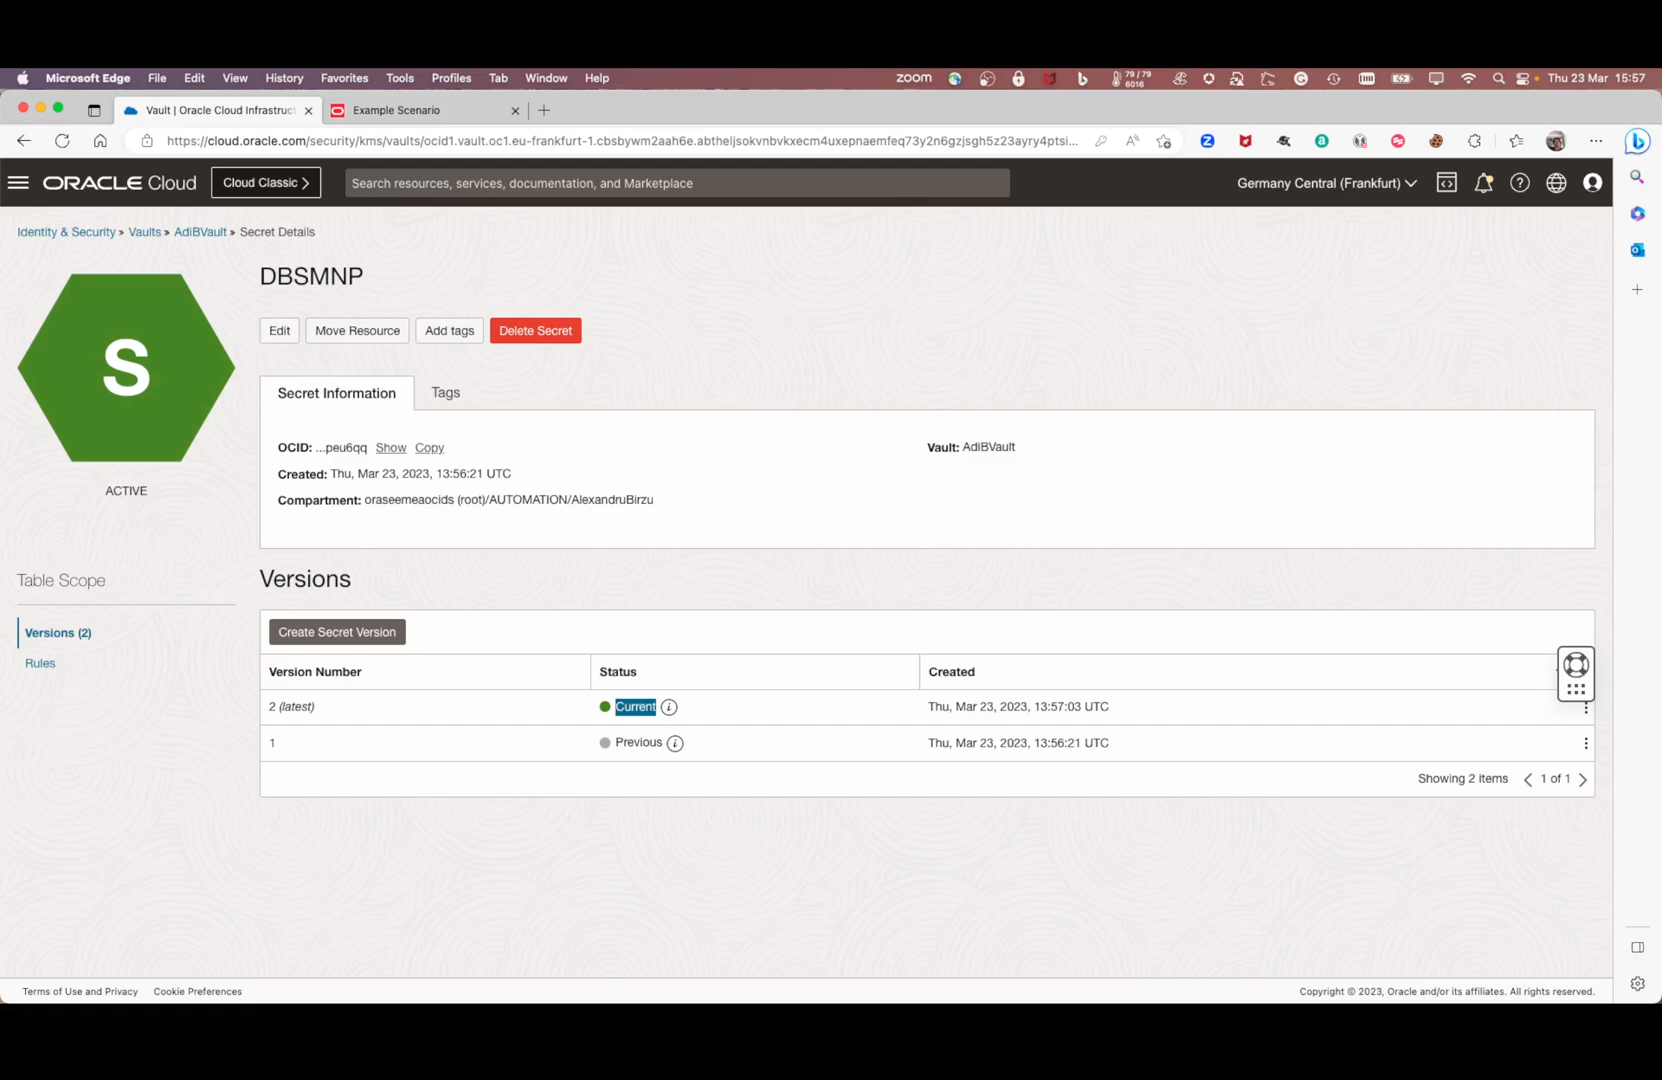 Microsoft Edge File Edit View History Favorites Tools Profiles Tab Window Help zoom 79 / 79 6016 Thu 23 Mar 15:57
Vault | Oracle Cloud Infrastruct Example Scenario
https://cloud.oracle.com/security/kms/vaults/ocid1.vault.oc1.eu-frankfurt-1.cbsbywm2aah6e.abtheljsokvnbvkxecm4uxepnaemfeq73y2n6gzjsgh5z23ayry4ptsi...
ORACLE Cloud Cloud Classic Search resources, services, documentation, and Marketplace Germany Central (Frankfurt)
Identity & Security » Vaults » AdiBVault » Secret Details
DBSMNP
Edit Move Resource Add tags Delete Secret
S
ACTIVE
Secret Information Tags
OCID: ...peu6qq Show Copy Vault: AdiBVault
Created: Thu, Mar 23, 2023, 13:56:21 UTC
Compartment: oraseemeaocids (root)/AUTOMATION/AlexandruBirzu
Table Scope
Versions (2)
Rules
Versions
Create Secret Version
Version Number Status Created
2 (latest) Current Thu, Mar 23, 2023, 13:57:03 UTC
1 Previous Thu, Mar 23, 2023, 13:56:21 UTC
Showing 2 items 1 of 1
Terms of Use and Privacy Cookie Preferences Copyright © 2023, Oracle and/or its affiliates. All rights reserved.